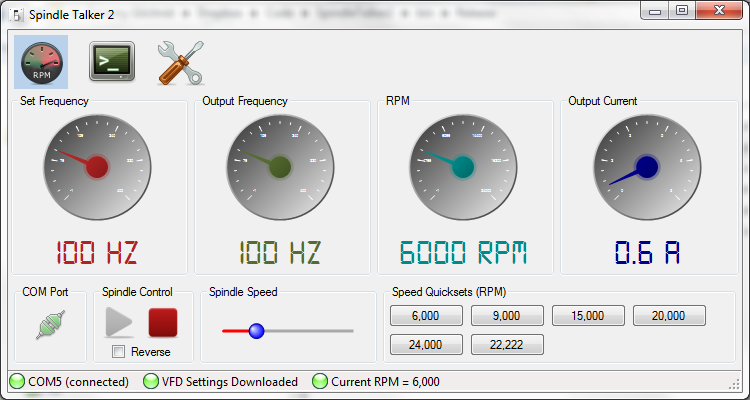 Spindle Talker 2
RPM
Set Frequency
Output Frequency
RPM
Output Current
100 HZ
100 HZ
6000 RPM
0.6 A
COM Port
Spindle Control
Spindle Speed
Speed Quicksets (RPM)
6,000
9,000
15,000
20,000
24,000
22,222
Reverse
COM5 (connected)
VFD Settings Downloaded
Current RPM = 6,000